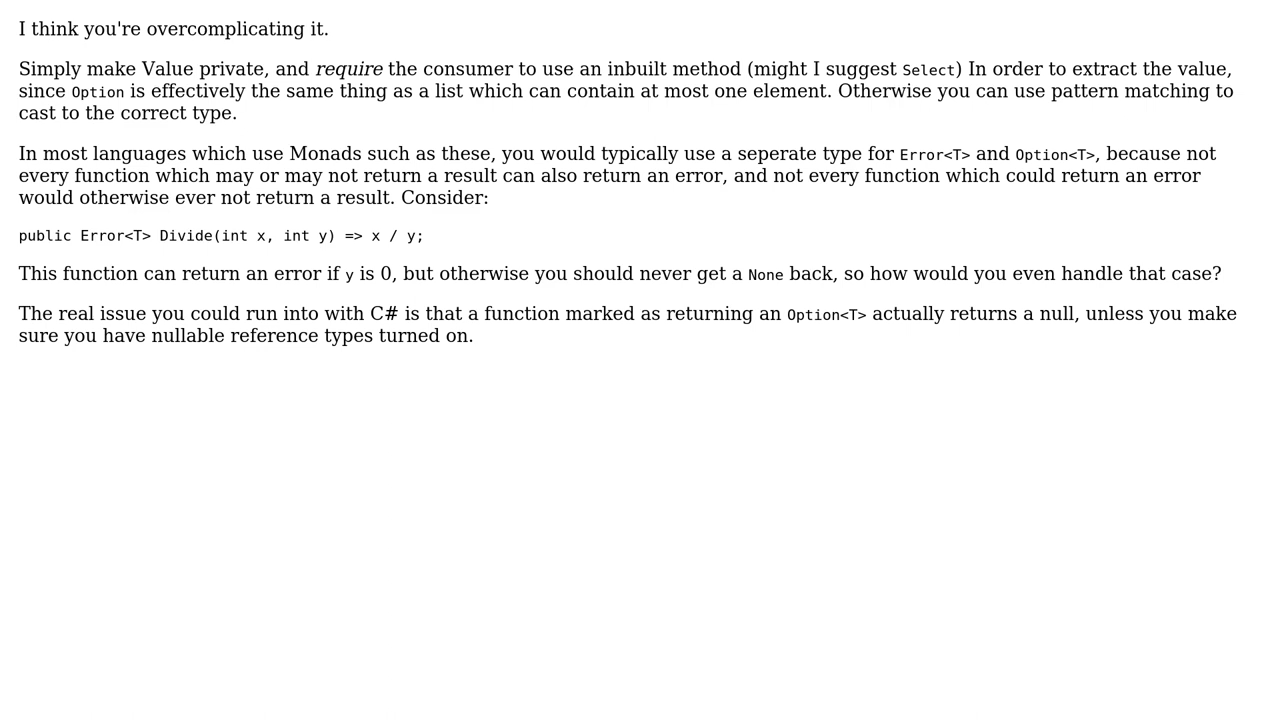 I think you're overcomplicating it.
Simply make Value private, and require the consumer to use an inbuilt method (might I suggest Select) In order to extract the value,
since Option is effectively the same thing as a list which can contain at most one element. Otherwise you can use pattern matching to
cast to the correct type.
In most languages which use Monads such as these, you would typically use a seperate type for Error<T> and Option<T>, because not
every function which may or may not return a result can also return an error, and not every function which could return an error
would otherwise ever not return a result. Consider:
public Error<T> Divide(int x, int y) => x / y;
This function can return an error if y is 0, but otherwise you should never get a None back, so how would you even handle that case?
The real issue you could run into with C# is that a function marked as returning an Option<T> actually returns a null, unless you make
sure you have nullable reference types turned on.